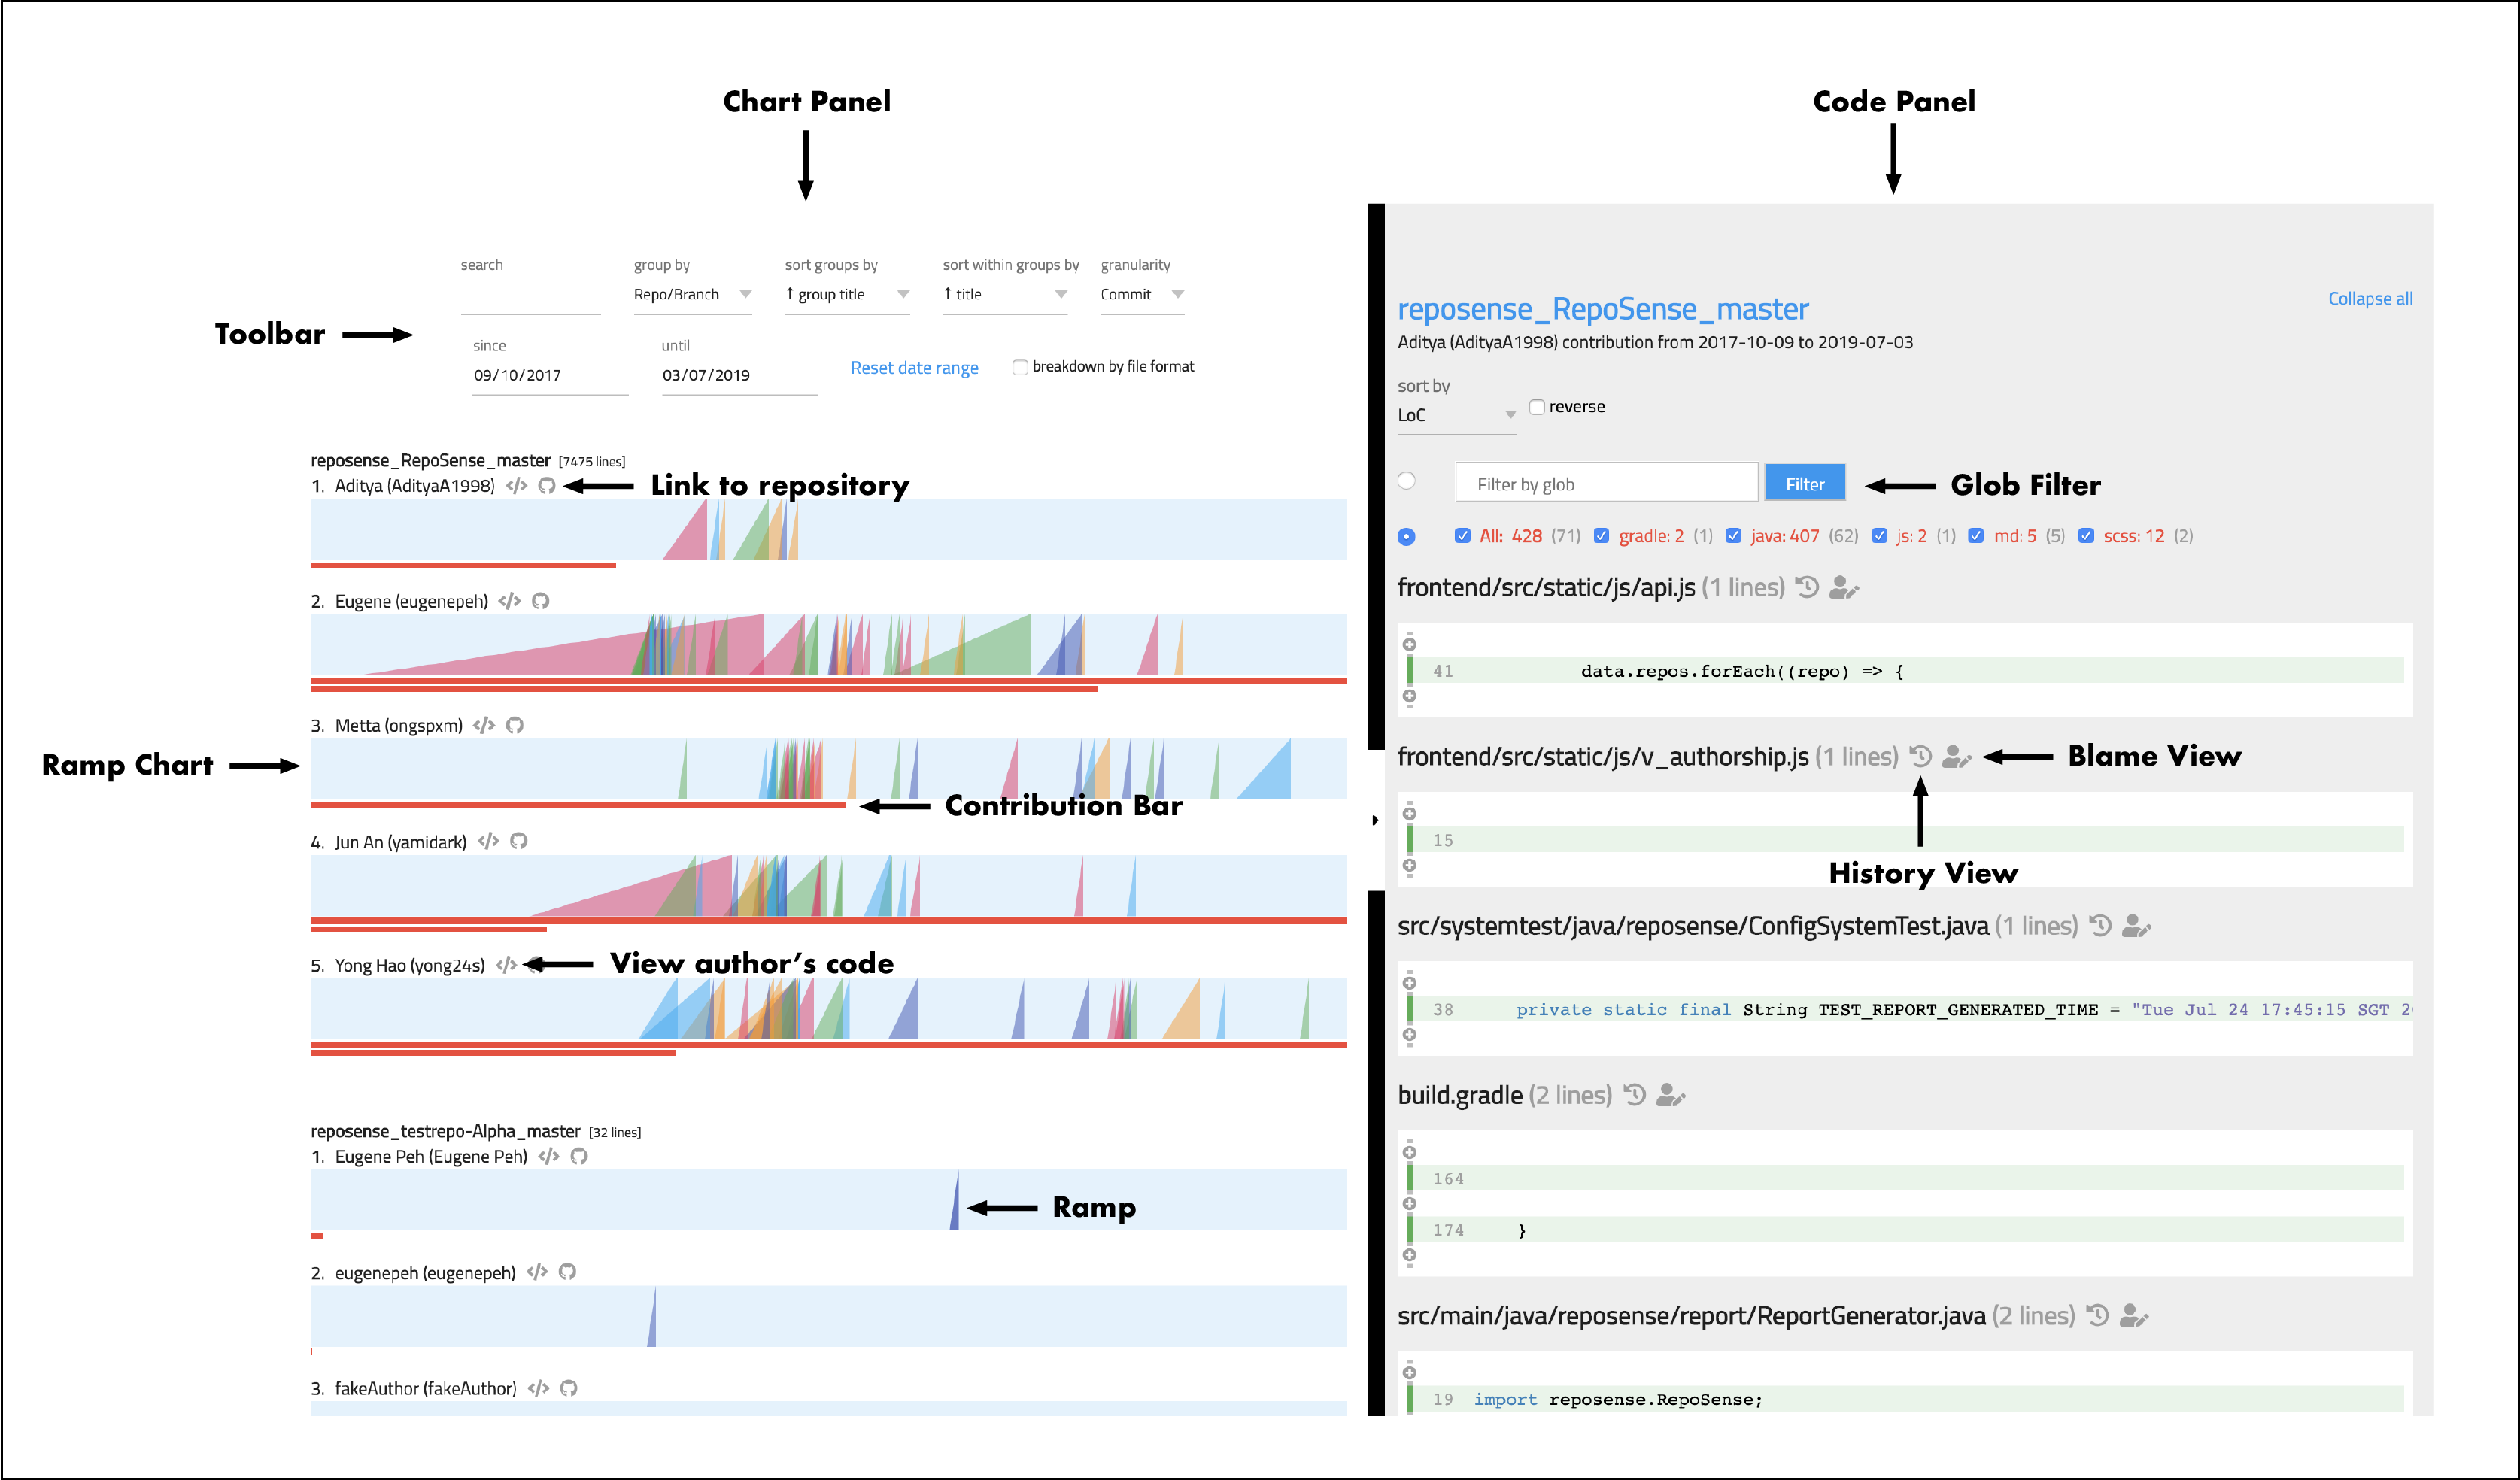 Chart Panel
Code Panel
search
group by
sort groups by
sort within groups by
granularity
Repo/Branch
↑ group title
↑ title
Commit
Toolbar
since
until
09/10/2017
03/07/2019
Reset date range
breakdown by file format
reposense_RepoSense_master [7475 lines]
1. Aditya (AdityaA1998)
Link to repository
2. Eugene (eugenepeh)
3. Metta (ongspxm)
Ramp Chart
Contribution Bar
4. Jun An (yamidark)
5. Yong Hao (yong24s)
View author's code
reposense_testrepo-Alpha_master [32 lines]
1. Eugene Peh (Eugene Peh)
Ramp
2. eugenepeh (eugenepeh)
3. fakeAuthor (fakeAuthor)
reposense_RepoSense_master
Collapse all
Aditya (AdityaA1998) contribution from 2017-10-09 to 2019-07-03
sort by
LoC
reverse
Filter by glob
Filter
Glob Filter
All: 428 (71) gradle: 2 (1) java: 407 (62) js: 2 (1) md: 5 (5) scss: 12 (2)
frontend/src/static/js/api.js (1 lines)
41 data.repos.forEach((repo) => {
frontend/src/static/js/v_authorship.js (1 lines)
Blame View
15
History View
src/systemtest/java/reposense/ConfigSystemTest.java (1 lines)
38 private static final String TEST_REPORT_GENERATED_TIME = "Tue Jul 24 17:45:15 SGT 2
build.gradle (2 lines)
164
174 }
src/main/java/reposense/report/ReportGenerator.java (2 lines)
19 import reposense.RepoSense;